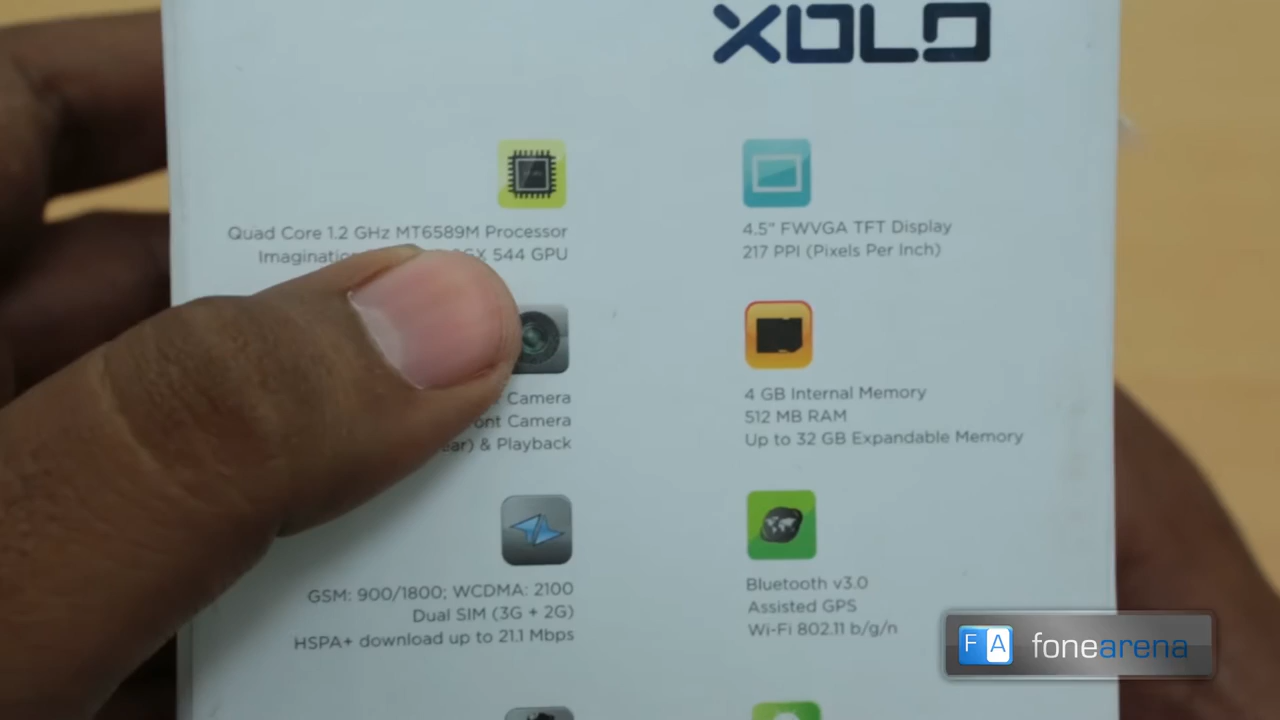 XOLO
Quad Core 1.2 GHz MT6589M Processor
544 GPU
4.5" FWVGA TFT Display
217 PPI (Pixels Per Inch)
Camera
Camera
& Playback
4 GB Internal Memory
512 MB RAM
Up to 32 GB Expandable Memory
GSM: 900/1800; WCDMA: 2100
Dual SIM (3G + 2G)
HSPA+ download up to 21.1 Mbps
Bluetooth v3.0
Assisted GPS
Wi-Fi 802.11 b/g/n
FA fonearena